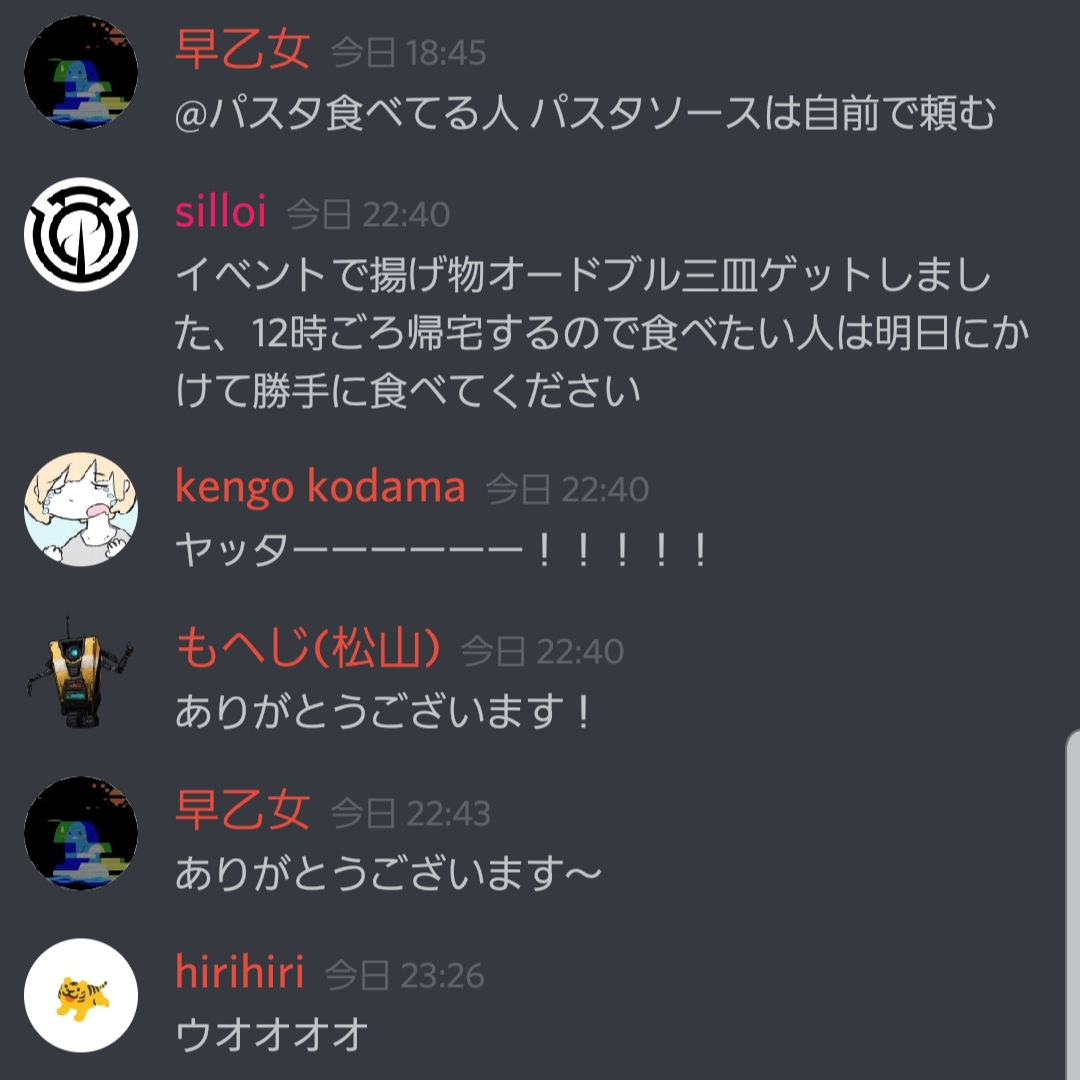 早乙女 今日 18:45
@パスタ食べてる人 パスタソースは自前で頼む
silloi 今日 22:40
イベントで揚げ物オードブル三皿ゲットしまし
た、12時ごろ帰宅するので食べたい人は明日にか
けて勝手に食べてください
kengo kodama 今日 22:40
ヤッターーーーーーー！！！！！
もへじ(松山) 今日 22:40
ありがとうございます！
早乙女 今日 22:43
ありがとうございます〜
hirihiri 今日 23:26
ウオオオオ